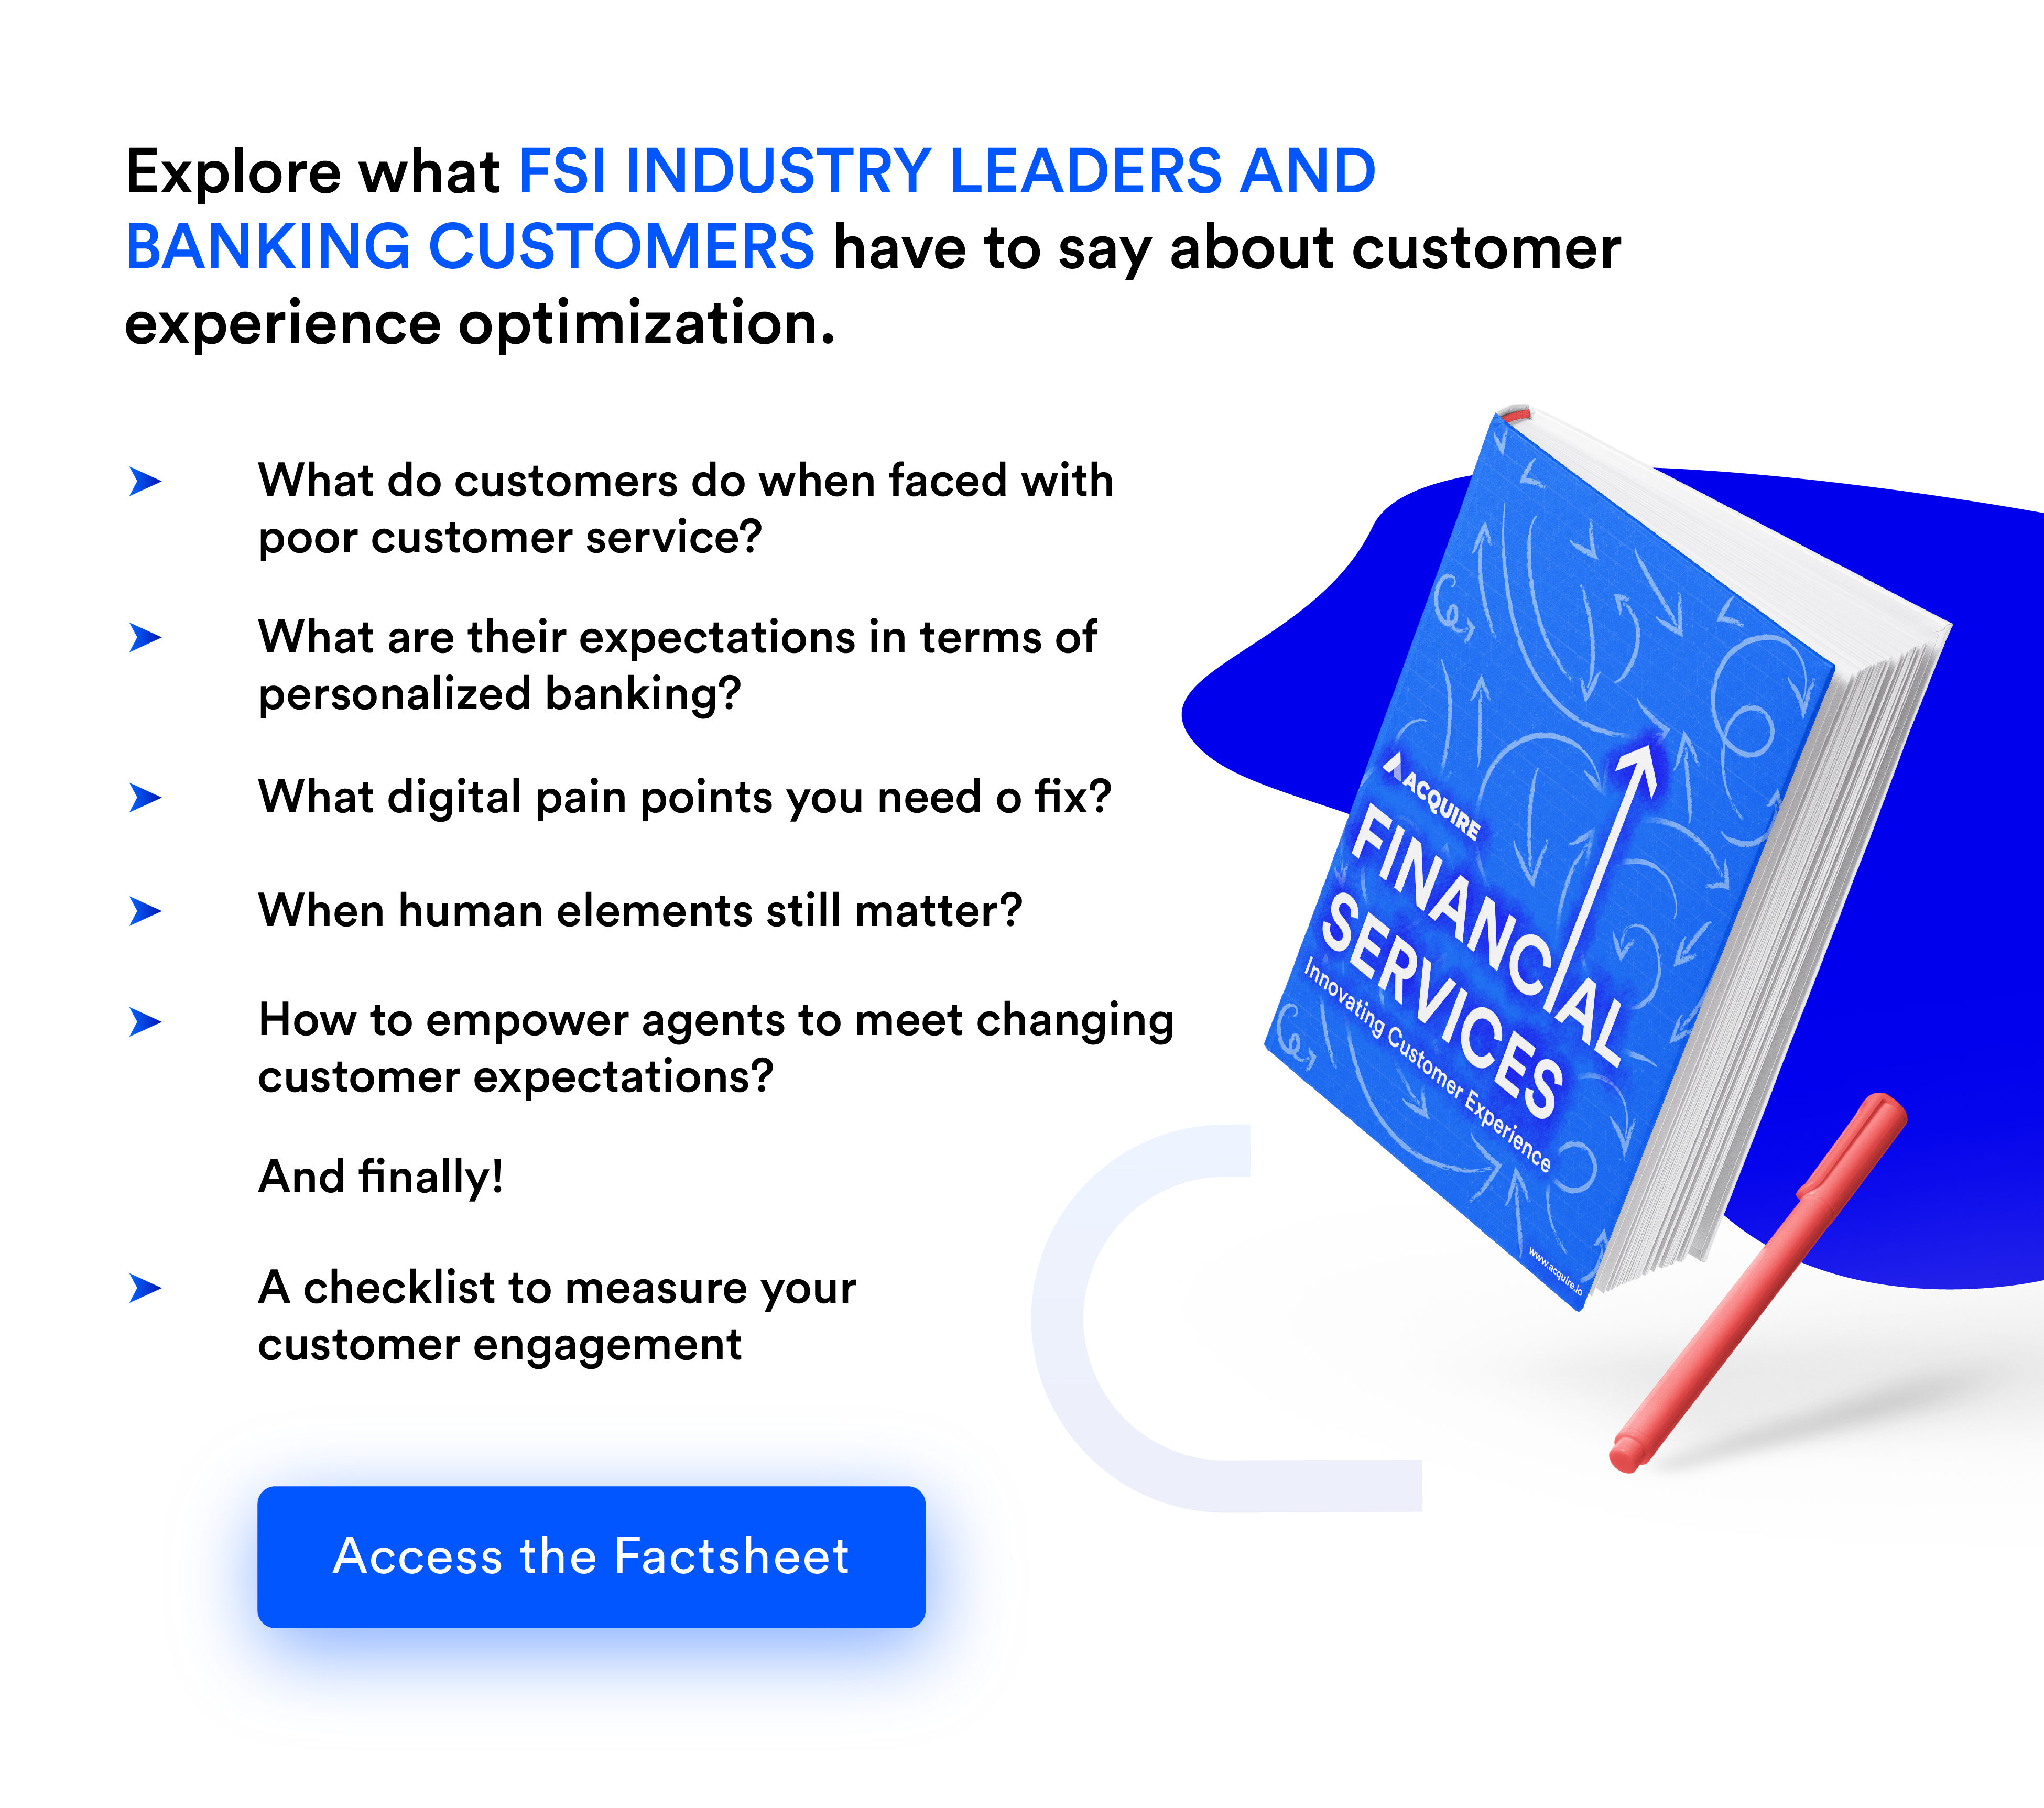 Explore what FSI INDUSTRY LEADERS AND
BANKING CUSTOMERS have to say about customer
experience optimization.
What do customers do when faced with
poor customer service?
What are their expectations in terms of
personalized banking?
What digital pain points you need o fix?
When human elements still matter?
How to empower agents to meet changing
customer expectations?
And finally!
A checklist to measure your
customer engagement
Access the Factsheet
ACQUIRE
FINANCIAL
SERVICES
Innovating Customer Experience
www.acquire.io